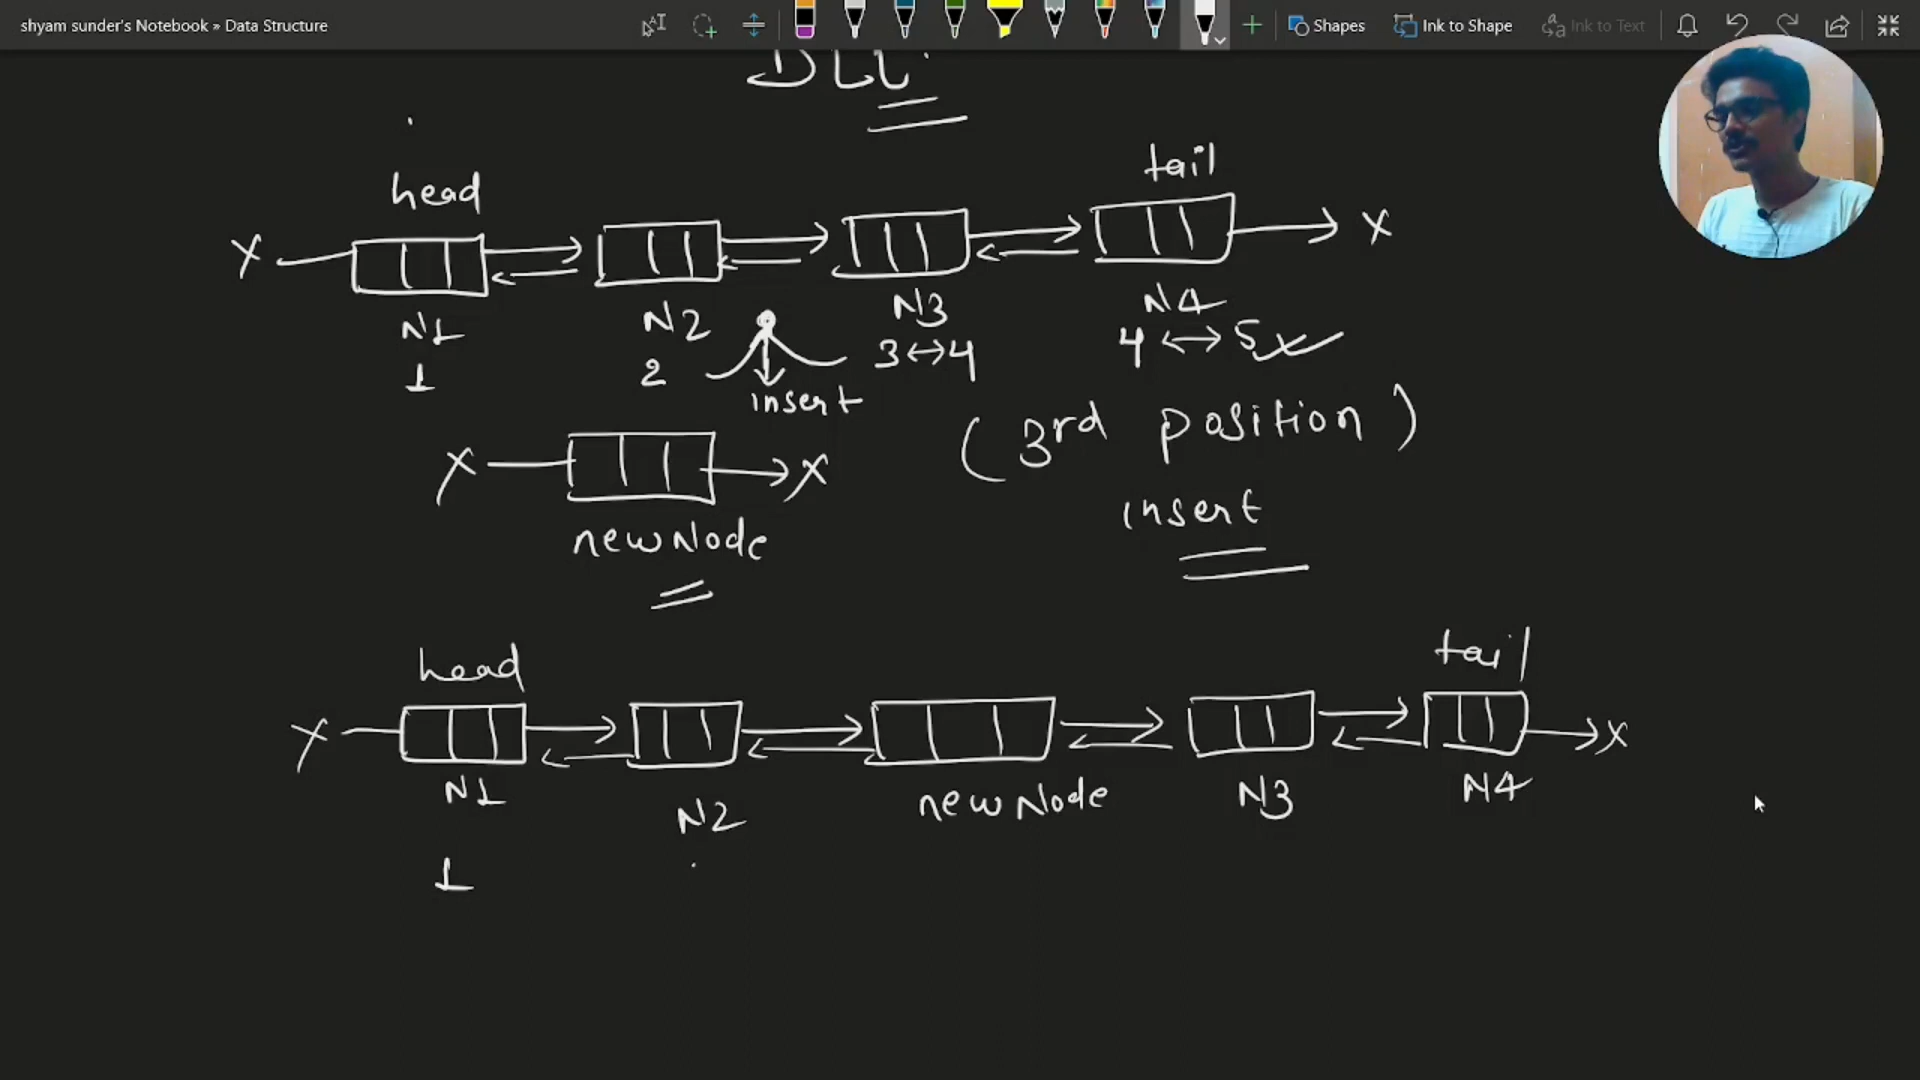 shyam sunder's Notebook » Data Structure
Shapes
Ink to Shape
Ink to Text
DLL
head
tail
X
X
N1
N2
N3
N4
1
2
3↔4
4 ↔ 5
insert
(3rd position)
insert
X
X
newNode
head
tail
X
X
N1
N2
newNode
N3
N4
1